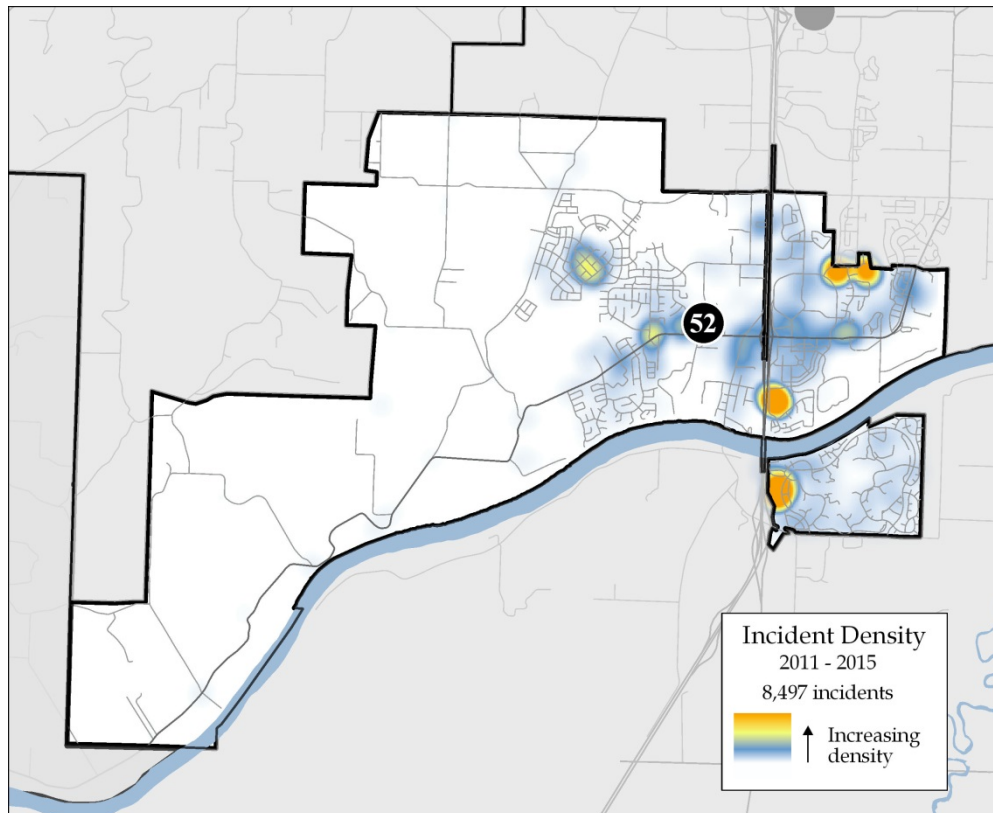 52
Incident Density
2011 - 2015
8,497 incidents
Increasing
density